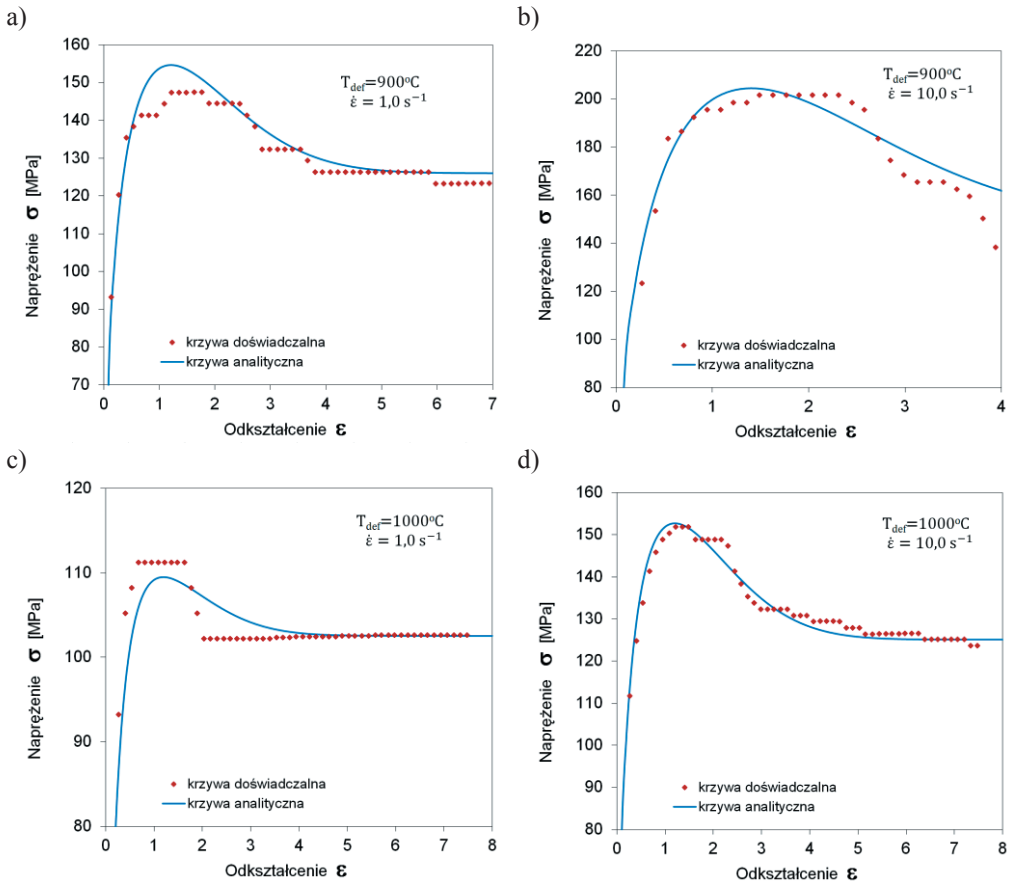 a)
160
150
140
130
120
110
100
90
80
70
0 1 2 3 4 5 6 7
Naprężenie σ [MPa]
Odkształcenie ε
T_def=900°C
ε̇ = 1,0 s⁻¹
krzywa doświadczalna
krzywa analityczna
b)
220
200
180
160
140
120
100
80
0 1 2 3 4
Naprężenie σ [MPa]
Odkształcenie ε
T_def=900°C
ε̇ = 10,0 s⁻¹
krzywa doświadczalna
krzywa analityczna
c)
120
110
100
90
80
0 1 2 3 4 5 6 7 8
Naprężenie σ [MPa]
Odkształcenie ε
T_def=1000°C
ε̇ = 1,0 s⁻¹
krzywa doświadczalna
krzywa analityczna
d)
160
150
140
130
120
110
100
90
80
0 1 2 3 4 5 6 7 8
Naprężenie σ [MPa]
Odkształcenie ε
T_def=1000°C
ε̇ = 10,0 s⁻¹
krzywa doświadczalna
krzywa analityczna